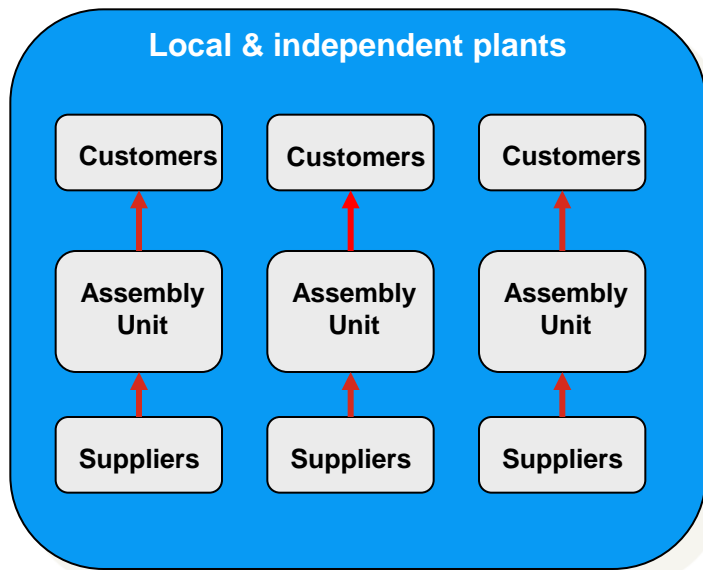 Local & independent plants
Customers
Customers
Customers
Assembly
Unit
Assembly
Unit
Assembly
Unit
Suppliers
Suppliers
Suppliers